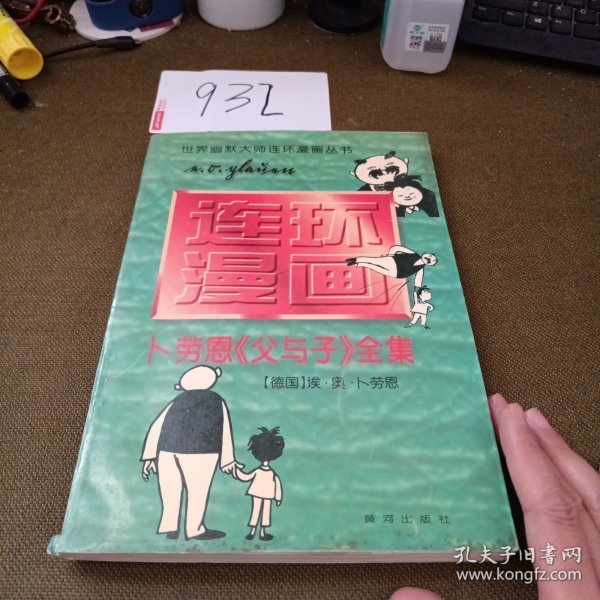 932
世界幽默大师连环漫画丛书
连环
漫画
卜劳恩《父与子》全集
【德国】埃·奥·卜劳恩
黄河出版社
孔夫子旧书网
www.kongfz.com